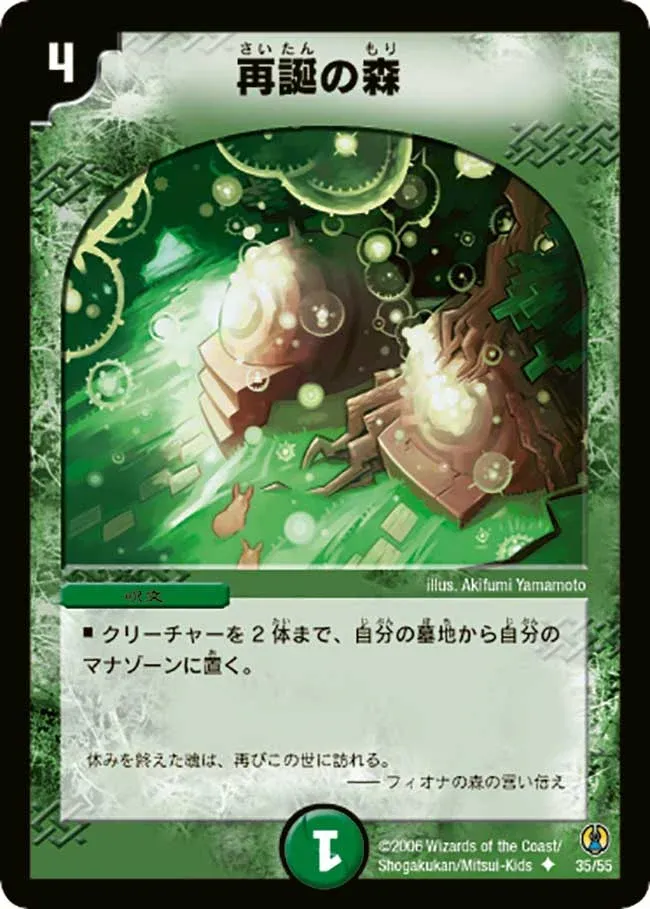 4
さいたん もり
再誕の森
illus. Akifumi Yamamoto
呪文
■ クリーチャーを2体まで、自分の墓地から自分の
マナゾーンに置く。
休みを終えた魂は、再びこの世に訪れる。
—— フィオナの森の言い伝え
1
©2006 Wizards of the Coast/
Shogakukan/Mitsui-Kids ✦ 35/55